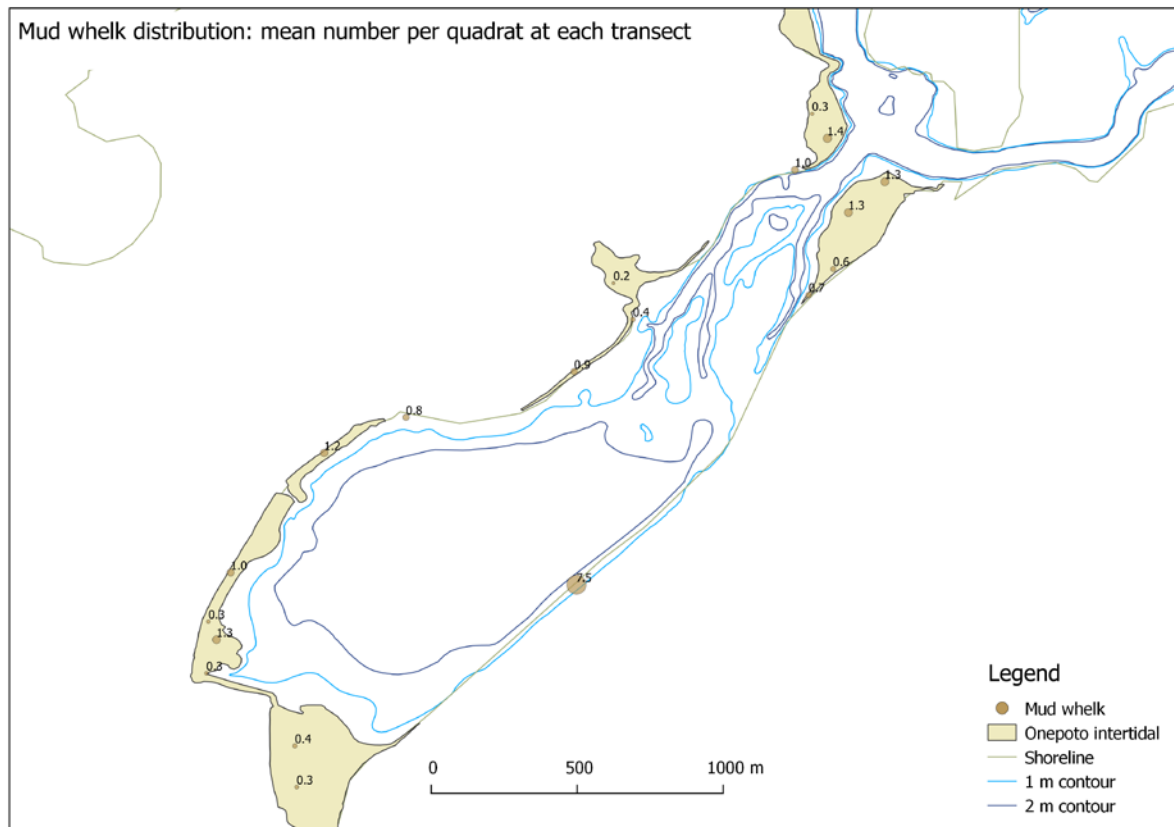 Mud whelk distribution: mean number per quadrat at each transect
0.3
1.4
1.0
1.3
1.3
0.6
0.2
0.7
0.4
0.9
0.8
1.2
1.0
7.5
0.3
1.3
0.3
0.4
0.3
Legend
Mud whelk
Onepoto intertidal
Shoreline
1 m contour
2 m contour
0 500 1000 m